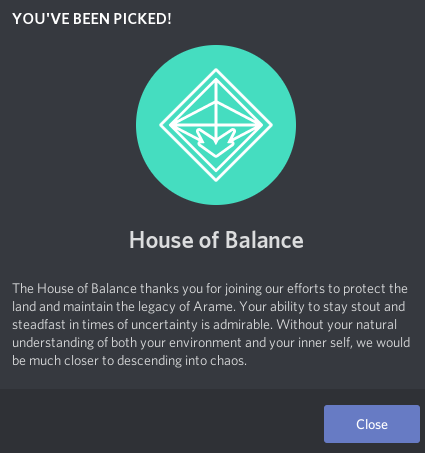 YOU'VE BEEN PICKED!
House of Balance
The House of Balance thanks you for joining our efforts to protect the
land and maintain the legacy of Arame. Your ability to stay stout and
steadfast in times of uncertainty is admirable. Without your natural
understanding of both your environment and your inner self, we would
be much closer to descending into chaos.
Close